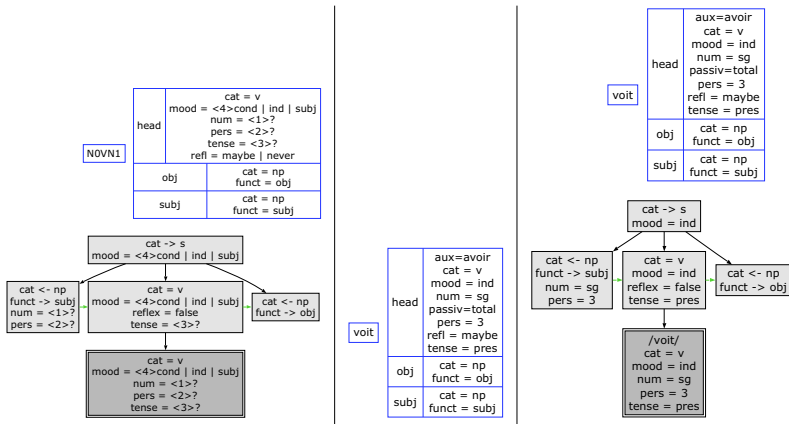 N0VN1
head
cat = v
mood = <4>cond | ind | subj
num = <1>?
pers = <2>?
tense = <3>?
refl = maybe | never
obj
cat = np
funct = obj
subj
cat = np
funct = subj
cat -> s
mood = <4>cond | ind | subj
cat <- np
funct -> subj
num = <1>?
pers = <2>?
cat = v
mood = <4>cond | ind | subj
reflex = false
tense = <3>?
cat <- np
funct -> obj
cat = v
mood = <4>cond | ind | subj
num = <1>?
pers = <2>?
tense = <3>?
voit
head
aux=avoir
cat = v
mood = ind
num = sg
passiv=total
pers = 3
refl = maybe
tense = pres
obj
cat = np
funct = obj
subj
cat = np
funct = subj
voit
head
aux=avoir
cat = v
mood = ind
num = sg
passiv=total
pers = 3
refl = maybe
tense = pres
obj
cat = np
funct = obj
subj
cat = np
funct = subj
cat -> s
mood = ind
cat <- np
funct -> subj
num = sg
pers = 3
cat = v
mood = ind
reflex = false
tense = pres
cat <- np
funct -> obj
/voit/
cat = v
mood = ind
num = sg
pers = 3
tense = pres